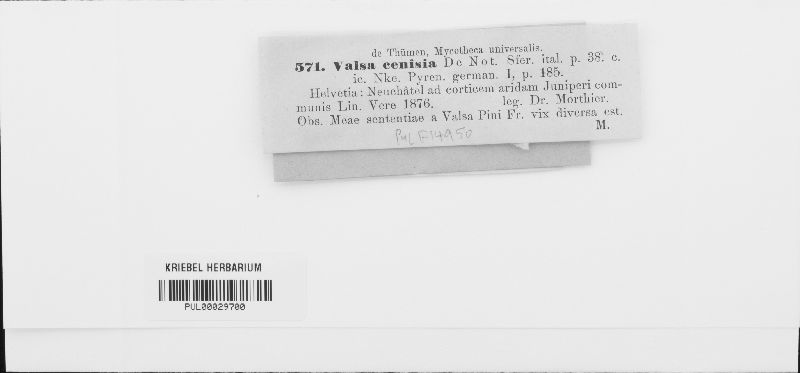 de Thümen, Mycotheca universalis.
571. Valsa cenisia De Not. Sfer. ital. p. 38. c.
ic. Nke. Pyren. german. I, p. 185.
Helvetia: Neuchâtel ad corticem aridam Juniperi com-
munis Lin. Vere 1876. leg. Dr. Morthier.
Obs. Meae sententiae a Valsa Pini Fr. vix diversa est.
M.
PUL F14950
KRIEBEL HERBARIUM
PUL00029700